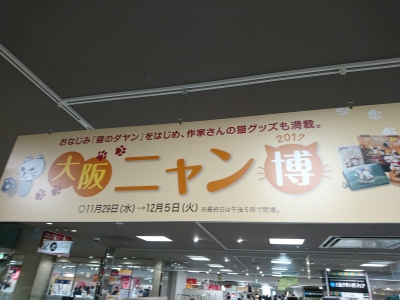 おなじみ「猫のダヤン」をはじめ、作家さんの猫グッズも満載。
大阪ニャン博
2017
◎11月29日(水)→12月5日(火) ※最終日は午後5時で閉場。